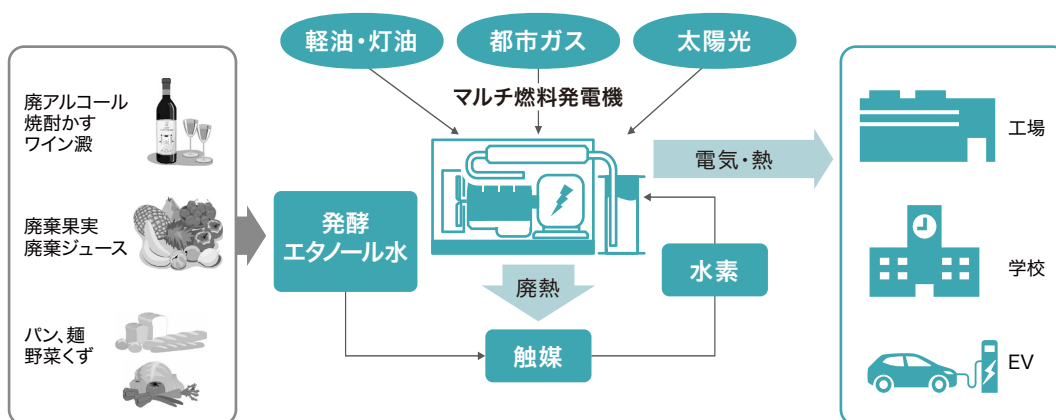 軽油・灯油
都市ガス
太陽光
マルチ燃料発電機
廃アルコール
焼酎かす
ワイン澱
廃棄果実
廃棄ジュース
パン、麺
野菜くず
発酵
エタノール水
廃熱
触媒
水素
電気・熱
工場
学校
EV